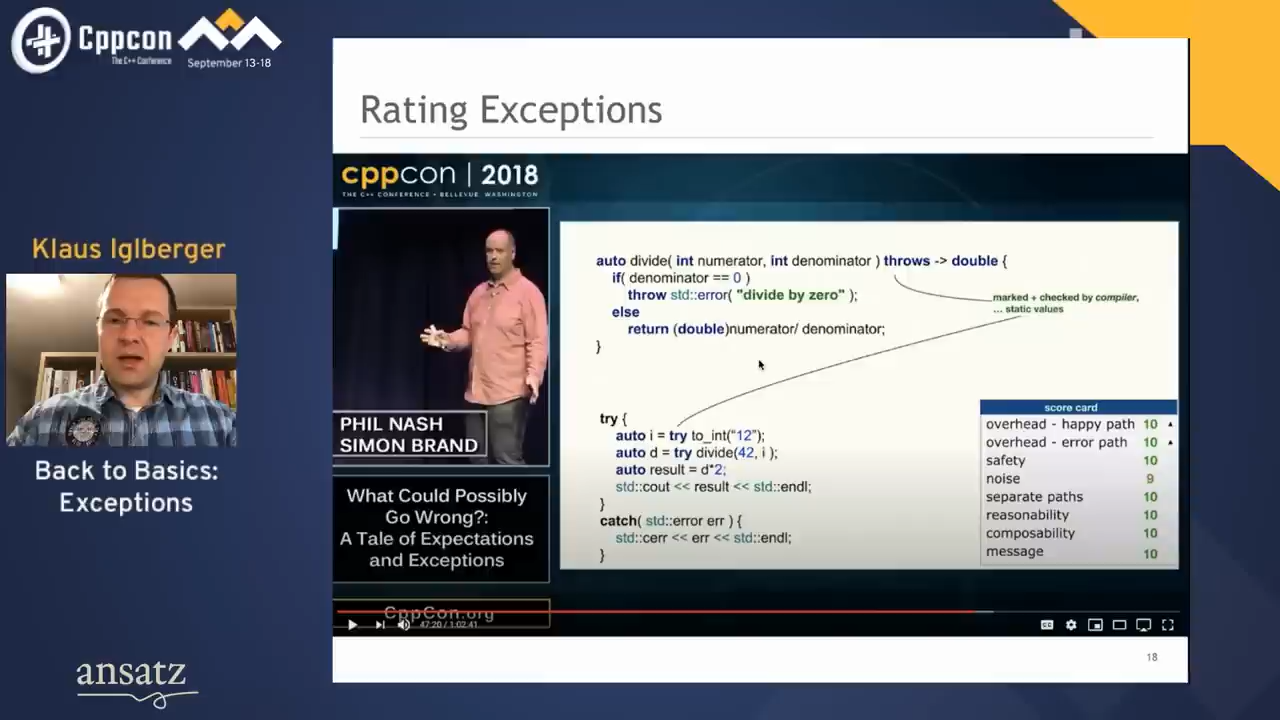 Cppcon
The C++ Conference
September 13-18
Klaus Iglberger
Back to Basics:
Exceptions
ansatz
Rating Exceptions
cppcon | 2018
THE C++ CONFERENCE • BELLEVUE, WASHINGTON
PHIL NASH
SIMON BRAND
What Could Possibly
Go Wrong?:
A Tale of Expectations
and Exceptions
CppCon.org
47:20 / 1:02:41
auto divide( int numerator, int denominator ) throws -> double {
if( denominator == 0 )
throw std::error( "divide by zero" );
else
return (double)numerator/ denominator;
}
marked + checked by compiler,
... static values
try {
auto i = try to_int("12");
auto d = try divide(42, i );
auto result = d*2;
std::cout << result << std::endl;
}
catch( std::error err ) {
std::cerr << err << std::endl;
}
score card
overhead - happy path 10
overhead - error path 10
safety 10
noise 9
separate paths 10
reasonability 10
composability 10
message 10
18